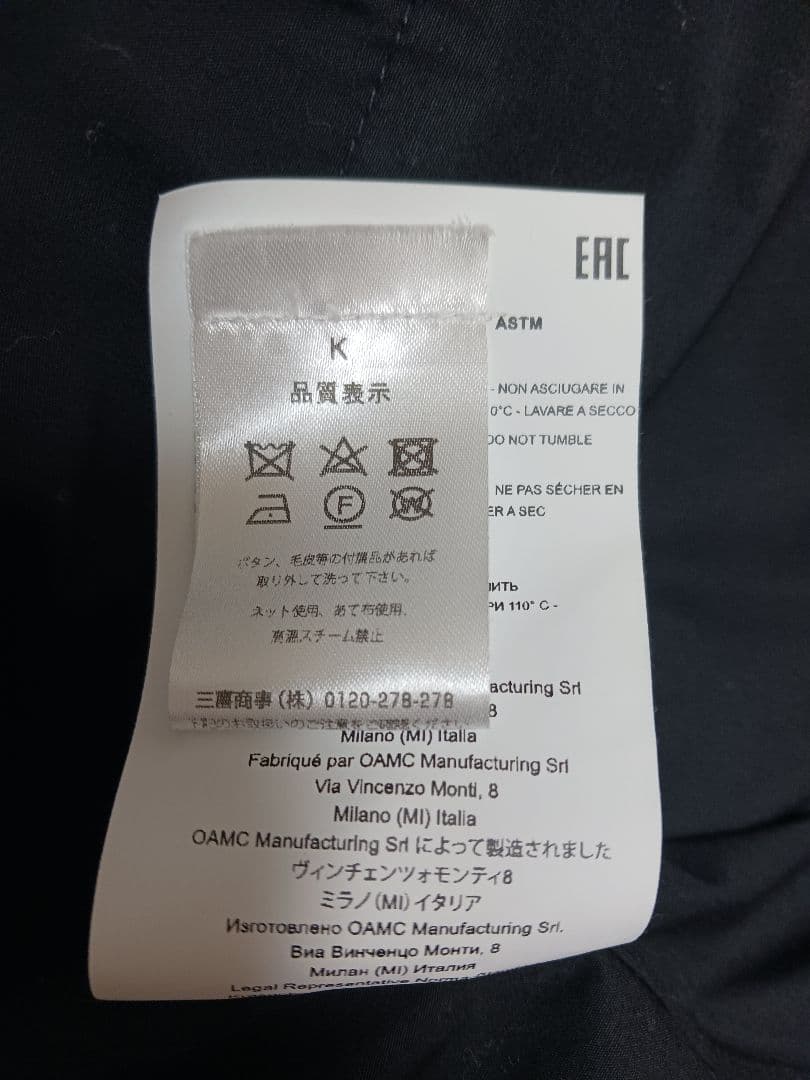 EAC
ASTM
K
品質表示
- NON ASCIUGARE IN
0°C - LAVARE A SECCO
DO NOT TUMBLE
NE PAS SÉCHER EN
ER A SEC
F
W
ボタン、毛皮等の付属品があれば
取り外して洗って下さい。
ネット使用、あて布使用、
高温スチーム禁止
ИТЬ
РИ 110° C -
三喜商事(株) 0120-278-278
acturing Srl
8
Milano (MI) Italia
Fabriqué par OAMC Manufacturing Srl
Via Vincenzo Monti, 8
Milano (MI) Italia
OAMC Manufacturing Srl によって製造されました
ヴィンチェンツォモンティ8
ミラノ(MI)イタリア
Изготовлено OAMC Manufacturing Srl.
Виа Винченцо Монти, 8
Милан (MI) Италия
Legal Representative